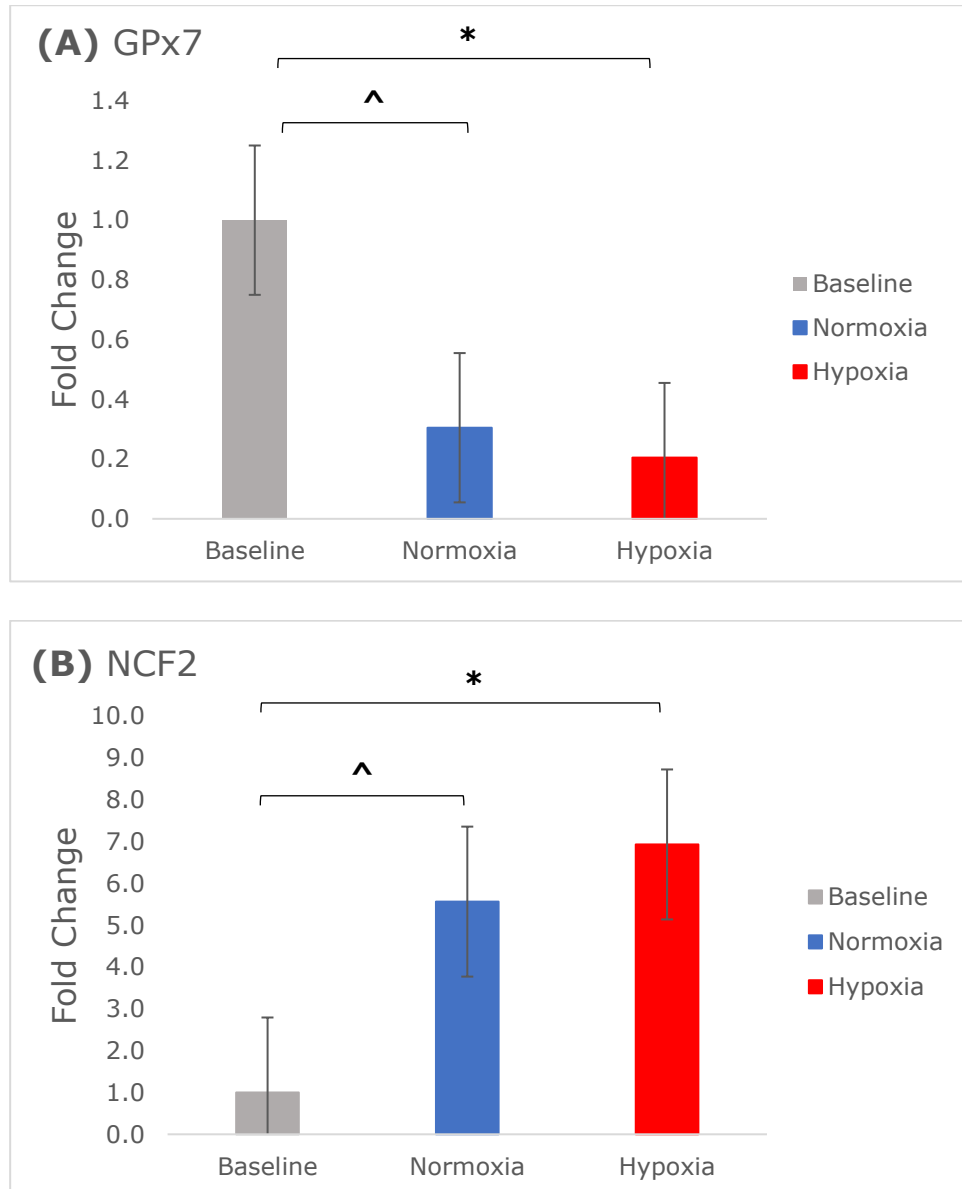 (A) GPx7
*
^
Fold Change
1.4
1.2
1.0
0.8
0.6
0.4
0.2
0.0
Baseline
Normoxia
Hypoxia
Baseline
Normoxia
Hypoxia
(B) NCF2
*
^
Fold Change
10.0
9.0
8.0
7.0
6.0
5.0
4.0
3.0
2.0
1.0
0.0
Baseline
Normoxia
Hypoxia
Baseline
Normoxia
Hypoxia